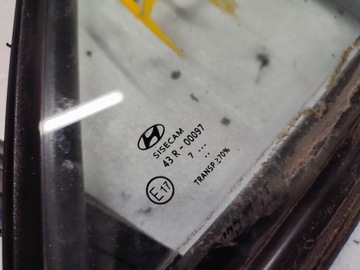 SISECAM
43 R - 00097
7 ...
..
TRANSP.≥70%
E17